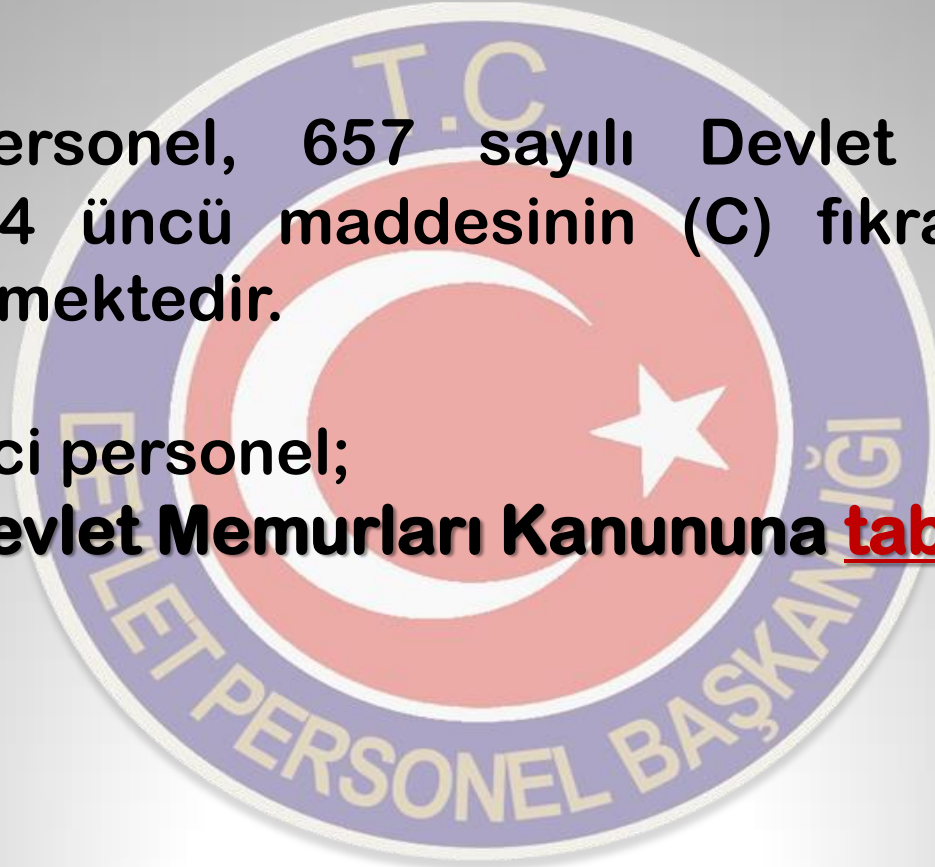 T.C.
ersonel, 657 sayılı Devlet
4 üncü maddesinin (C) fıkra
mektedir.
ci personel;
evlet Memurları Kanununa tab
DEVLET PERSONEL BAŞKANLIĞI